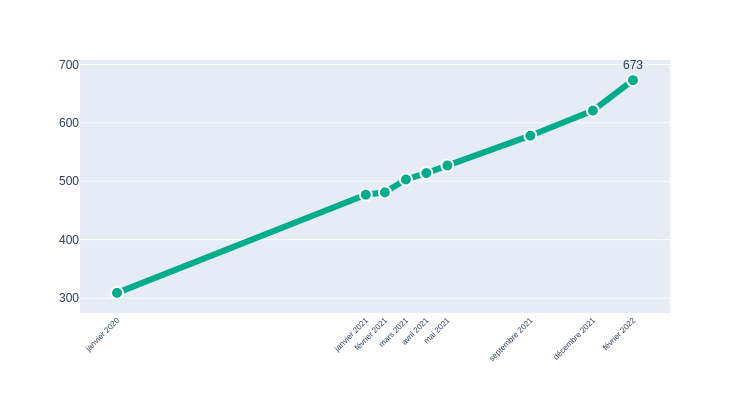 700
600
500
400
300
673
janvier 2020
janvier 2021
février 2021
mars 2021
avril 2021
mai 2021
septembre 2021
décembre 2021
février 2022